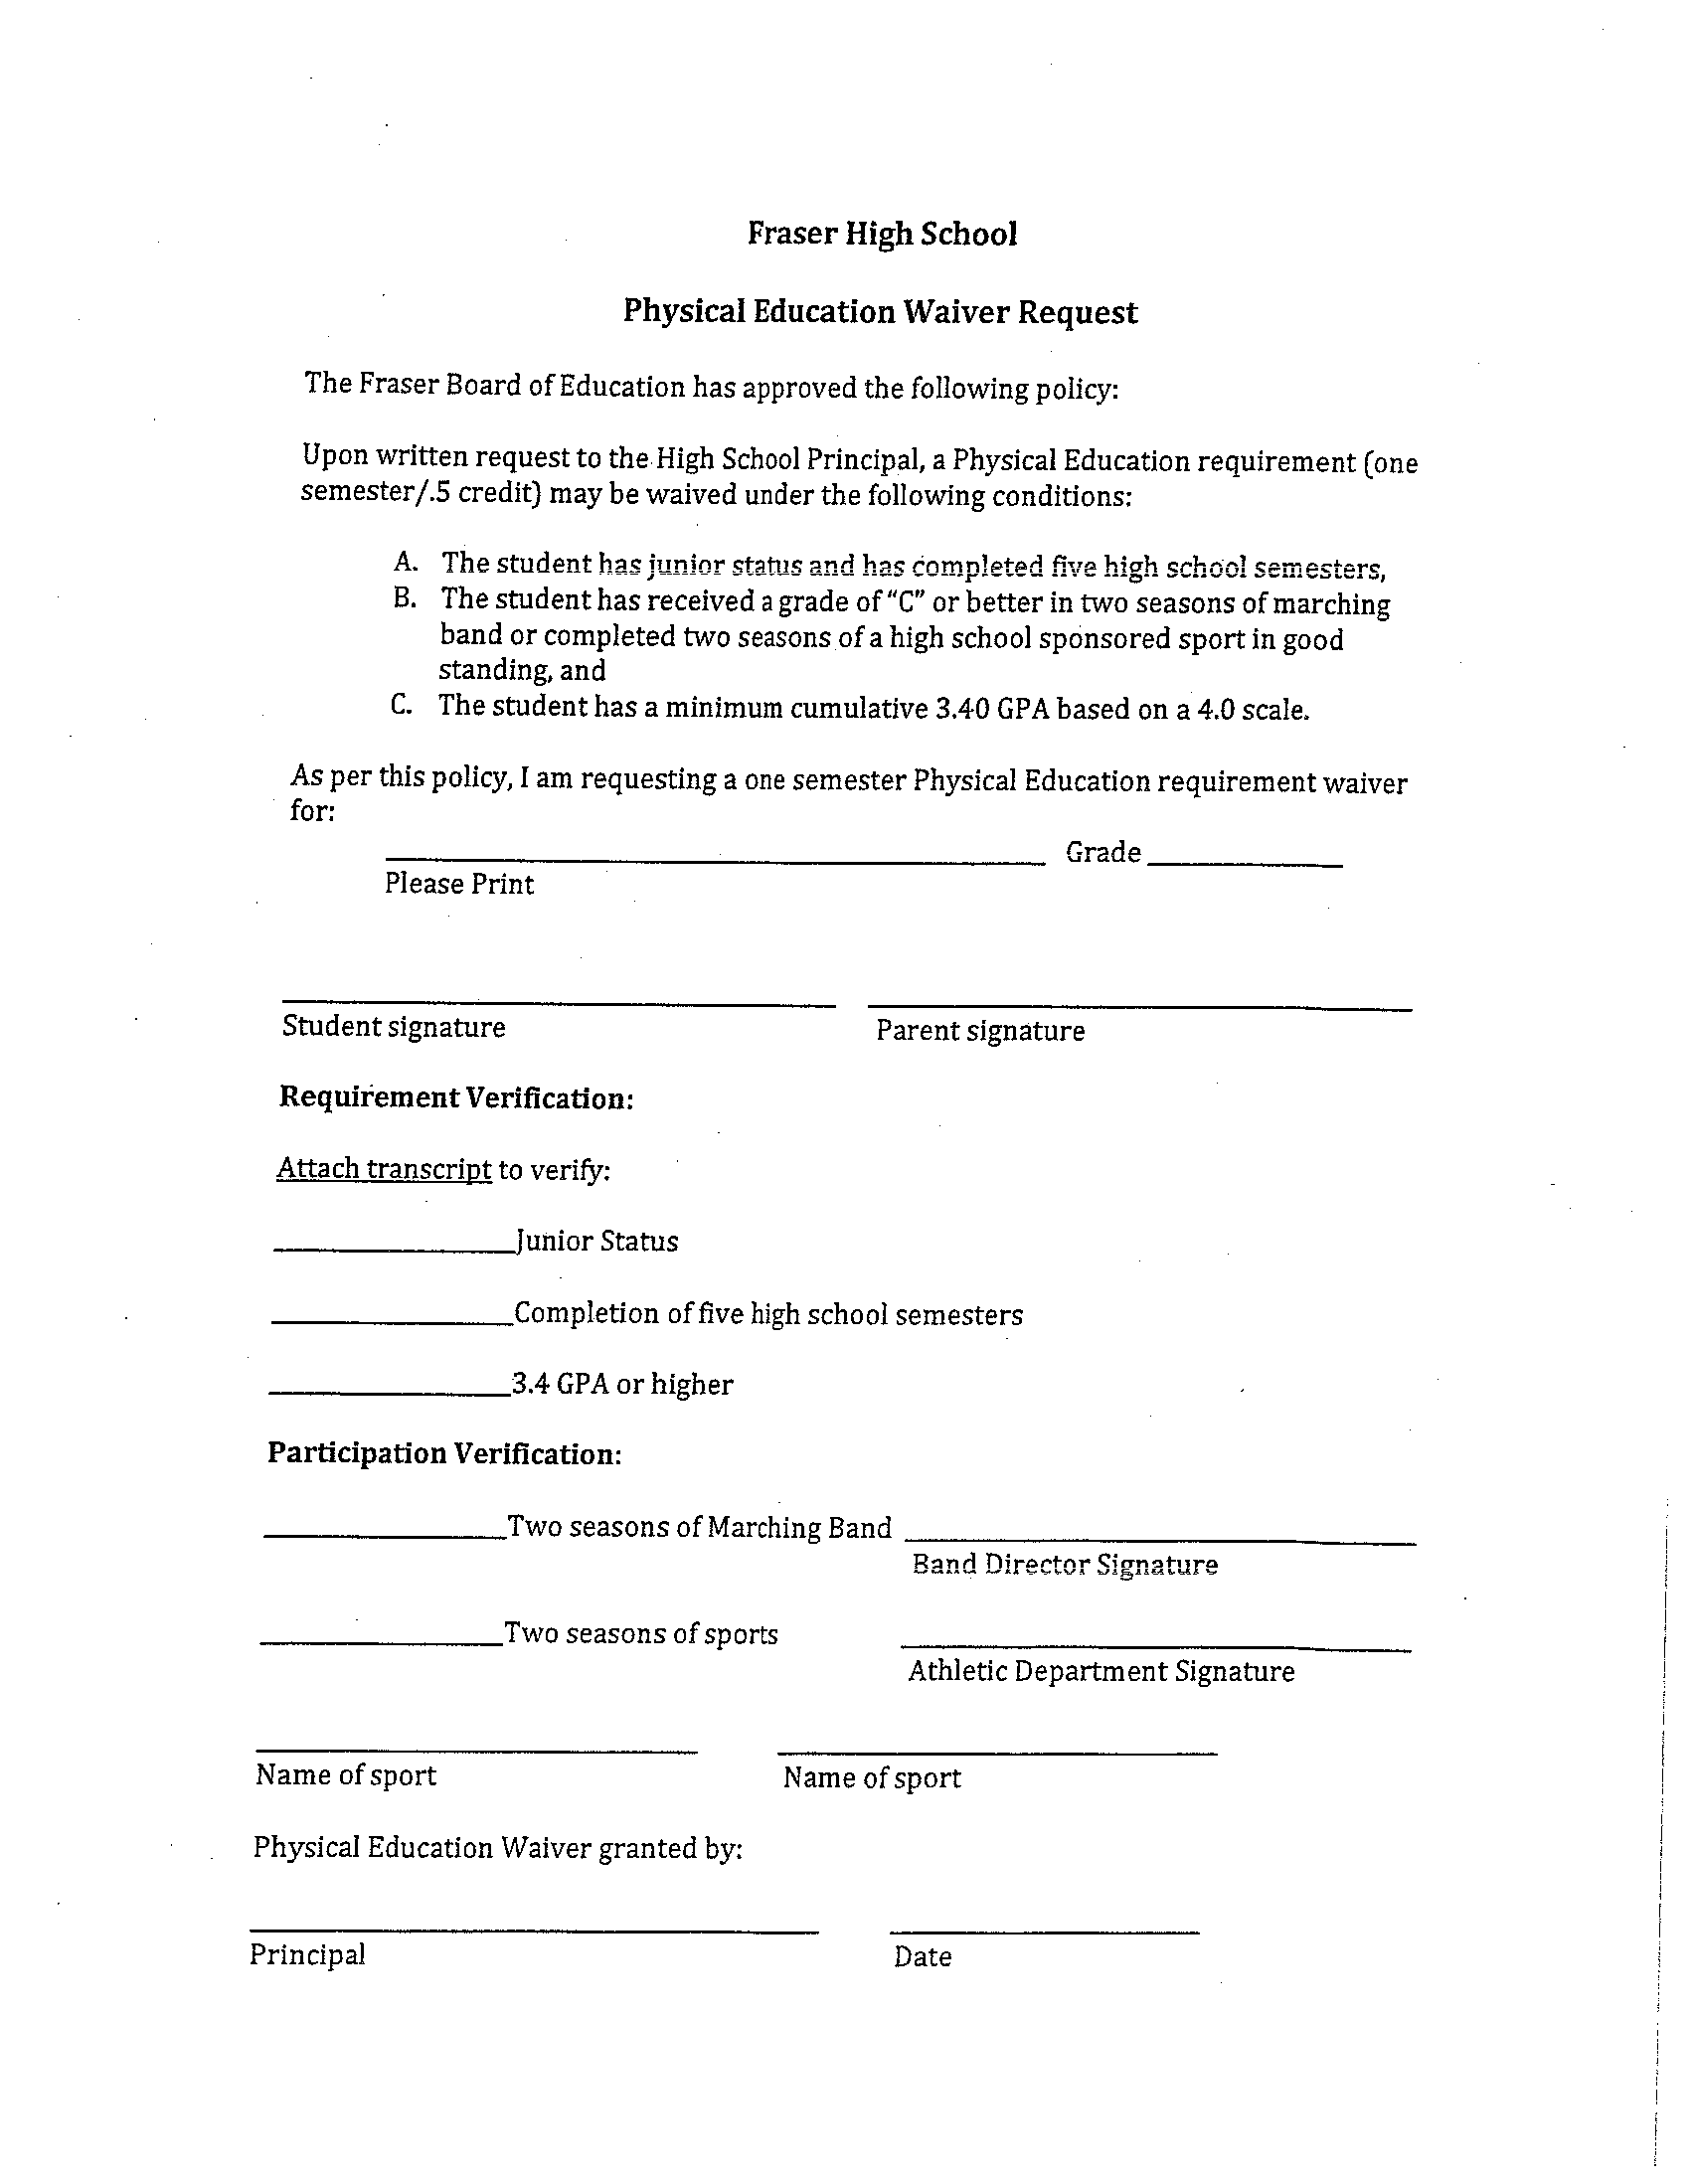 Fraser High School
Physical Education Waiver Request
The Fraser Board of Education has approved the following policy:
Upon written request to the High School Principal, a Physical Education requirement (one
semester/.5 credit) may be waived under the following conditions:
A. The student has junior status and has completed five high school semesters,
B. The student has received a grade of “C” or better in two seasons of marching
band or completed two seasons of a high school sponsored sport in good
standing, and
C. The student has a minimum cumulative 3.40 GPA based on a 4.0 scale.
As per this policy, I am requesting a one semester Physical Education requirement waiver
for:
Grade
Please Print
Student signature Parent signature
Requirement Verification:
Attach transcript to verify:
Junior Status
Completion of five high school semesters
3.4 GPA or higher
Participation Verification:
Two seasons of Marching Band
Band Director Signature
Two seasons of sports
Athletic Department Signature
Name of sport Name of sport
Physical Education Waiver granted by:
Principal Date